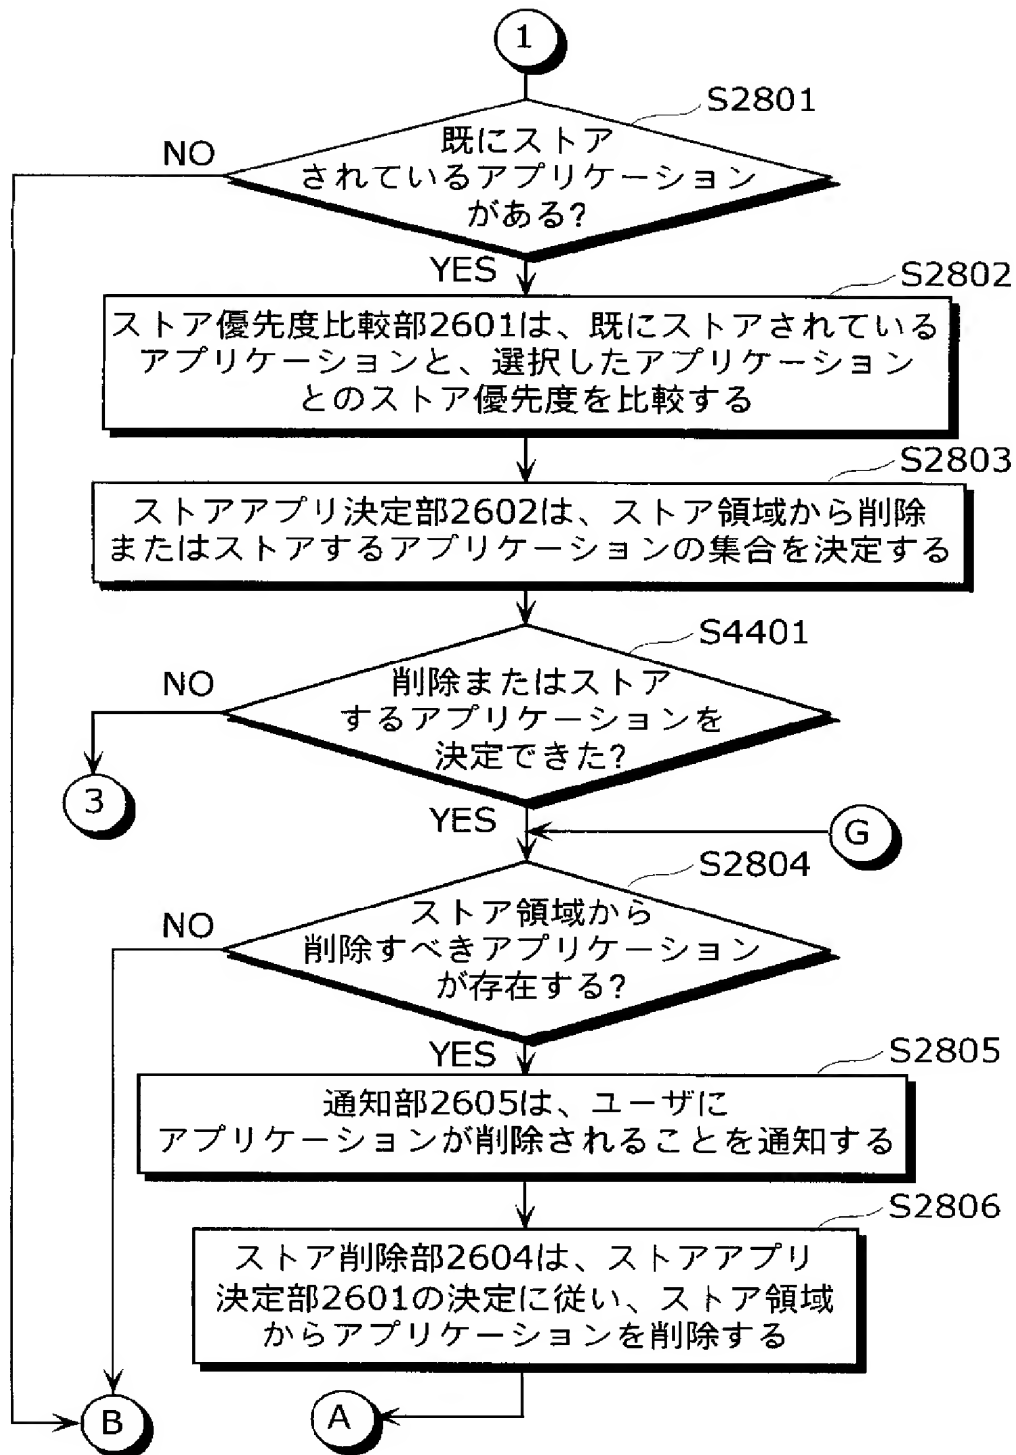 1
S2801
既にストア
されているアプリケーション
がある?
NO
YES
S2802
ストア優先度比較部2601は、既にストアされている
アプリケーションと、選択したアプリケーション
とのストア優先度を比較する
S2803
ストアアプリ決定部2602は、ストア領域から削除
またはストアするアプリケーションの集合を決定する
S4401
削除またはストア
するアプリケーションを
決定できた?
NO
3
YES
G
S2804
ストア領域から
削除すべきアプリケーション
が存在する?
NO
YES
S2805
通知部2605は、ユーザに
アプリケーションが削除されることを通知する
S2806
ストア削除部2604は、ストアアプリ
決定部2601の決定に従い、ストア領域
からアプリケーションを削除する
B
A